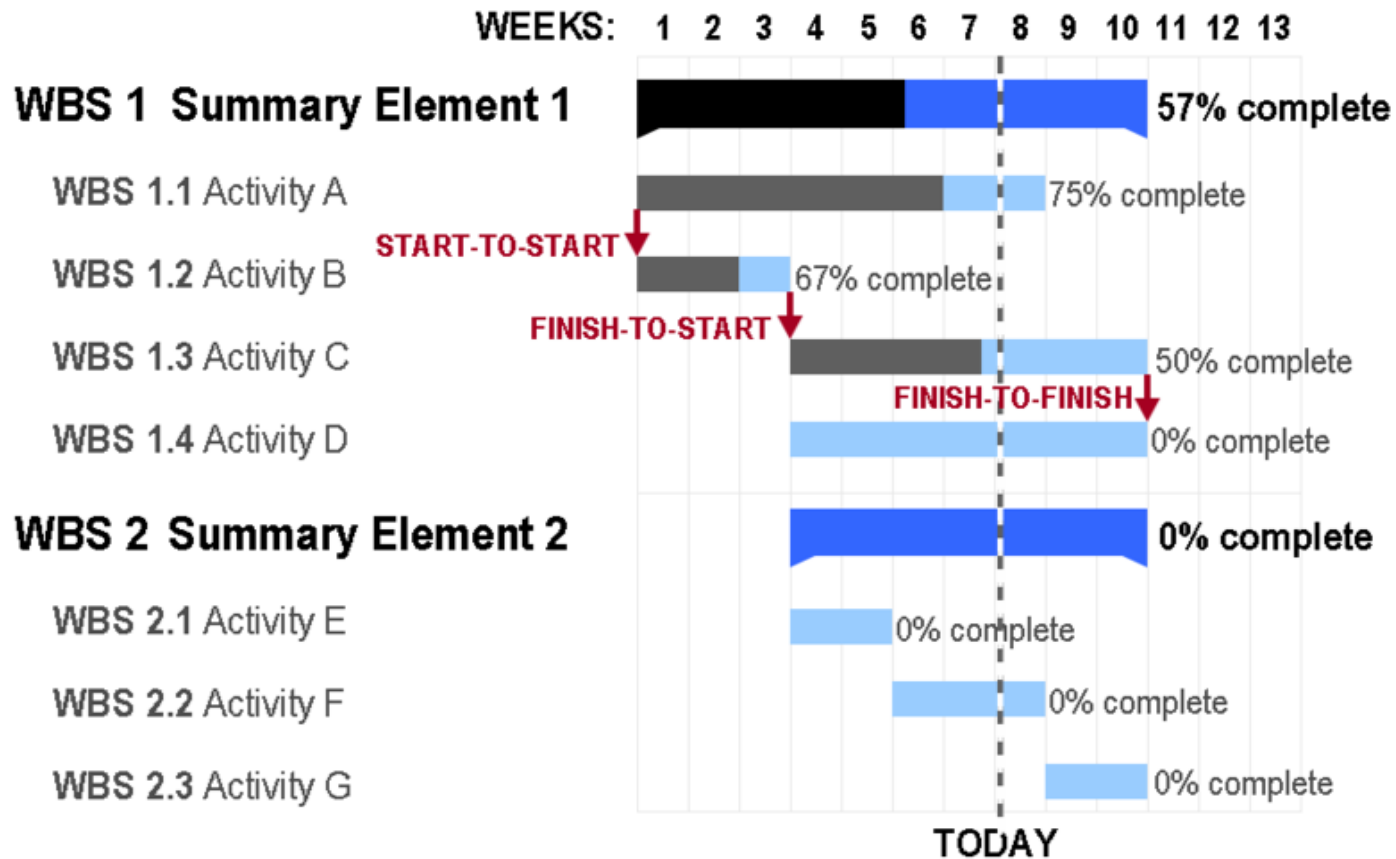 WEEKS: 1 2 3 4 5 6 7 8 9 10 11 12 13
WBS 1 Summary Element 1 57% complete
WBS 1.1 Activity A 75% complete
START-TO-START
WBS 1.2 Activity B 67% complete
FINISH-TO-START
WBS 1.3 Activity C 50% complete
FINISH-TO-FINISH
WBS 1.4 Activity D 0% complete
WBS 2 Summary Element 2 0% complete
WBS 2.1 Activity E 0% complete
WBS 2.2 Activity F 0% complete
WBS 2.3 Activity G 0% complete
TODAY